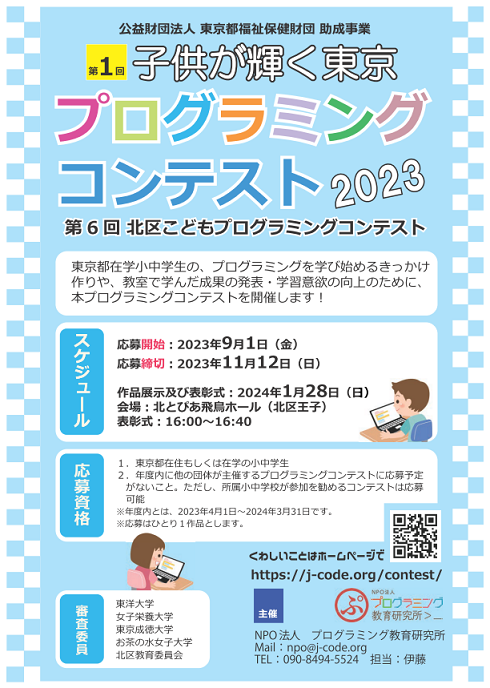 公益財団法人 東京都福祉保健財団 助成事業
第1回 子供が輝く東京
プログラミング
コンテスト 2023
第6回 北区こどもプログラミングコンテスト
東京都在学小中学生の、プログラミングを学び始めるきっかけ
作りや、教室で学んだ成果の発表・学習意欲の向上のために、
本プログラミングコンテストを開催します！
スケジュール
応募開始：2023年9月1日（金）
応募締切：2023年11月12日（日）
作品展示及び表彰式：2024年1月28日（日）
会場：北とぴあ飛鳥ホール（北区王子）
表彰式：16:00～16:40
応募資格
１．東京都在住もしくは在学の小中学生
２．年度内に他の団体が主催するプログラミングコンテストに応募予定
がないこと。ただし、所属小中学校が参加を勧めるコンテストは応募
可能
※年度内とは、2023年4月1日～2024年3月31日です。
※応募はひとり１作品とします。
くわしいことはホームページで
https://j-code.org/contest/
審査委員
東洋大学
女子栄養大学
東京成徳大学
お茶の水女子大学
北区教育委員会
主催
ぷ
NPO法人
プログラミング
教育研究所＞_
NPO法人　プログラミング教育研究所
Mail：npo@j-code.org
TEL：090-8494-5524　担当：伊藤